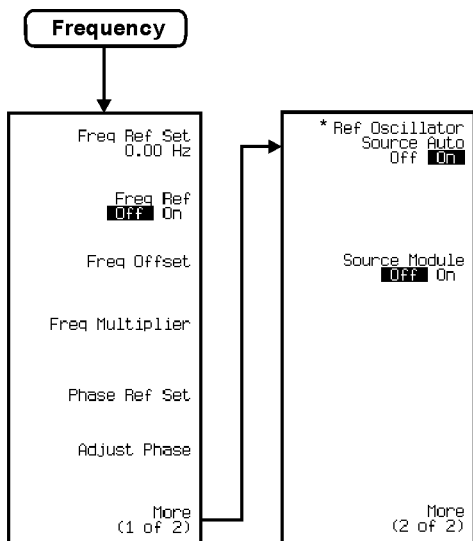 Frequency
Freq Ref Set
0.00 Hz
Freq Ref
Off On
Freq Offset
Freq Multiplier
Phase Ref Set
Adjust Phase
More
(1 of 2)
* Ref Oscillator
Source Auto
Off On
Source Module
Off On
More
(2 of 2)